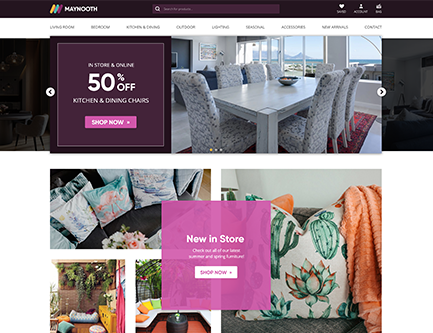 MAYNOOTH
Search for products...
SAVED
ACCOUNT
BAG
LIVING ROOM
BEDROOM
KITCHEN & DINING
OUTDOOR
LIGHTING
SEASONAL
ACCESSORIES
NEW ARRIVALS
CONTACT
IN STORE & ONLINE
50% OFF
KITCHEN & DINING CHAIRS
SHOP NOW »
New in Store
Check out all of our latest
summer and spring furniture!
SHOP NOW »